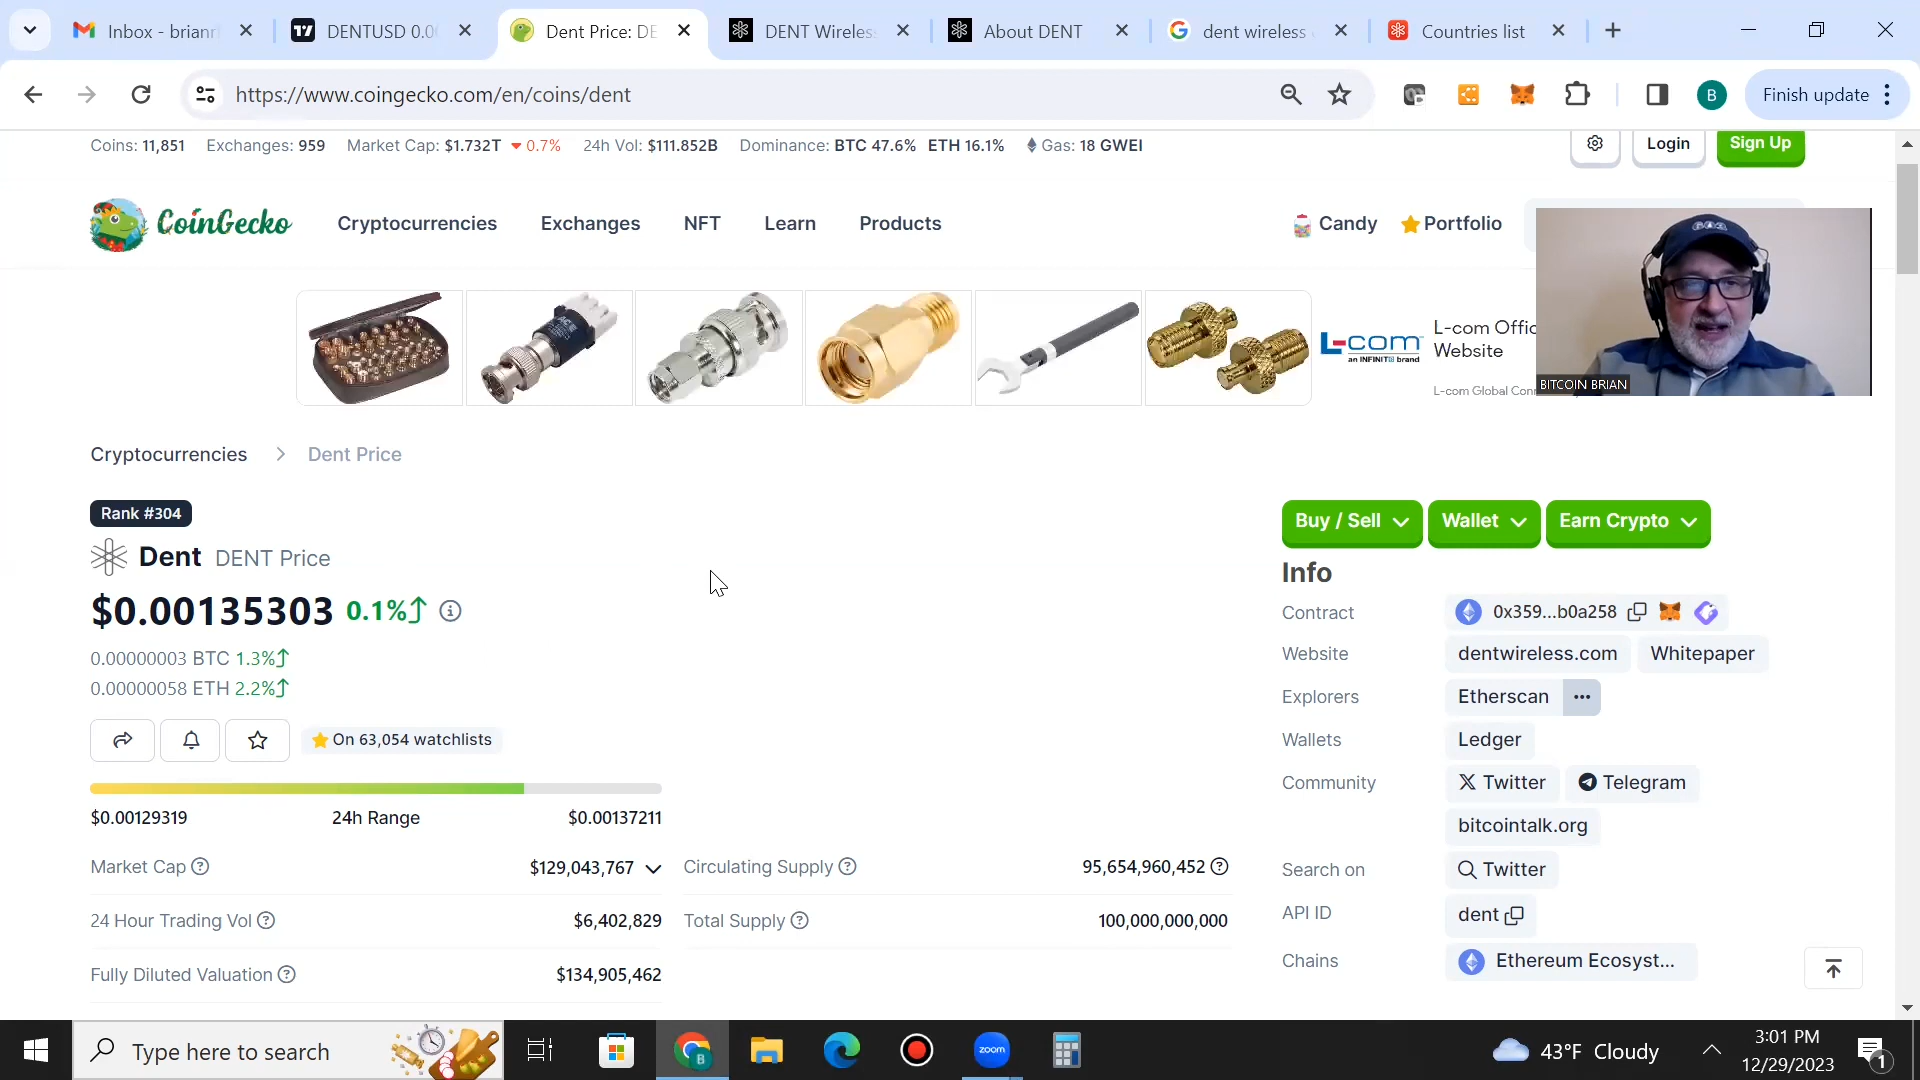 Inbox - brianr
DENTUSD 0.0
Dent Price: DE
DENT Wireles
About DENT
dent wireless
Countries list
https://www.coingecko.com/en/coins/dent
B
Finish update
Coins: 11,851 Exchanges: 959 Market Cap: $1.732T 0.7% 24h Vol: $111.852B Dominance: BTC 47.6% ETH 16.1% Gas: 18 GWEI
Login
Sign Up
CoinGecko
Cryptocurrencies Exchanges NFT Learn Products
Candy Portfolio
ACE
L-com
an INFINIT brand
L-com Offic
Website
L-com Global Conn
BITCOIN BRIAN
Cryptocurrencies > Dent Price
Rank #304
Dent DENT Price
$0.00135303 0.1%
0.00000003 BTC 1.3%
0.00000058 ETH 2.2%
On 63,054 watchlists
$0.00129319 24h Range $0.00137211
Market Cap $129,043,767
Circulating Supply 95,654,960,452
24 Hour Trading Vol $6,402,829
Total Supply 100,000,000,000
Fully Diluted Valuation $134,905,462
Buy / Sell Wallet Earn Crypto
Info
Contract 0x359...b0a258
Website dentwireless.com Whitepaper
Explorers Etherscan ...
Wallets Ledger
Community Twitter Telegram
bitcointalk.org
Search on Twitter
API ID dent
Chains Ethereum Ecosyst...
Type here to search
B
zoom
43°F Cloudy
3:01 PM
12/29/2023
1